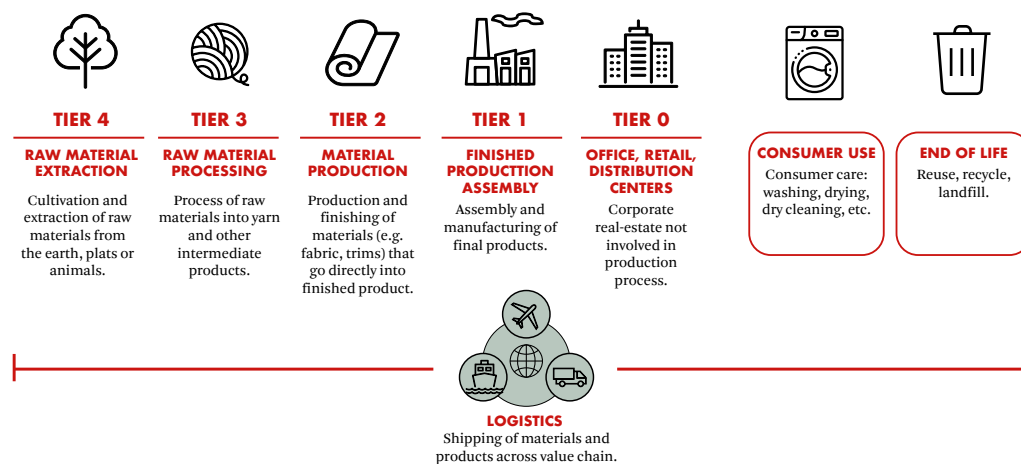 TIER 4
RAW MATERIAL
EXTRACTION
Cultivation and
extraction of raw
materials from
the earth, plats or
animals.
TIER 3
RAW MATERIAL
PROCESSING
Process of raw
materials into yarn
and other
intermediate
products.
TIER 2
MATERIAL
PRODUCTION
Production and
finishing of
materials (e.g.
fabric, trims) that
go directly into
finished product.
TIER 1
FINISHED
PRODUCTTION
ASSEMBLY
Assembly and
manufacturing of
final products.
TIER 0
OFFICE, RETAIL,
DISTRIBUTION
CENTERS
Corporate
real-estate not
involved in
production
process.
CONSUMER USE
Consumer care:
washing, drying,
dry cleaning, etc.
END OF LIFE
Reuse, recycle,
landfill.
LOGISTICS
Shipping of materials and
products across value chain.